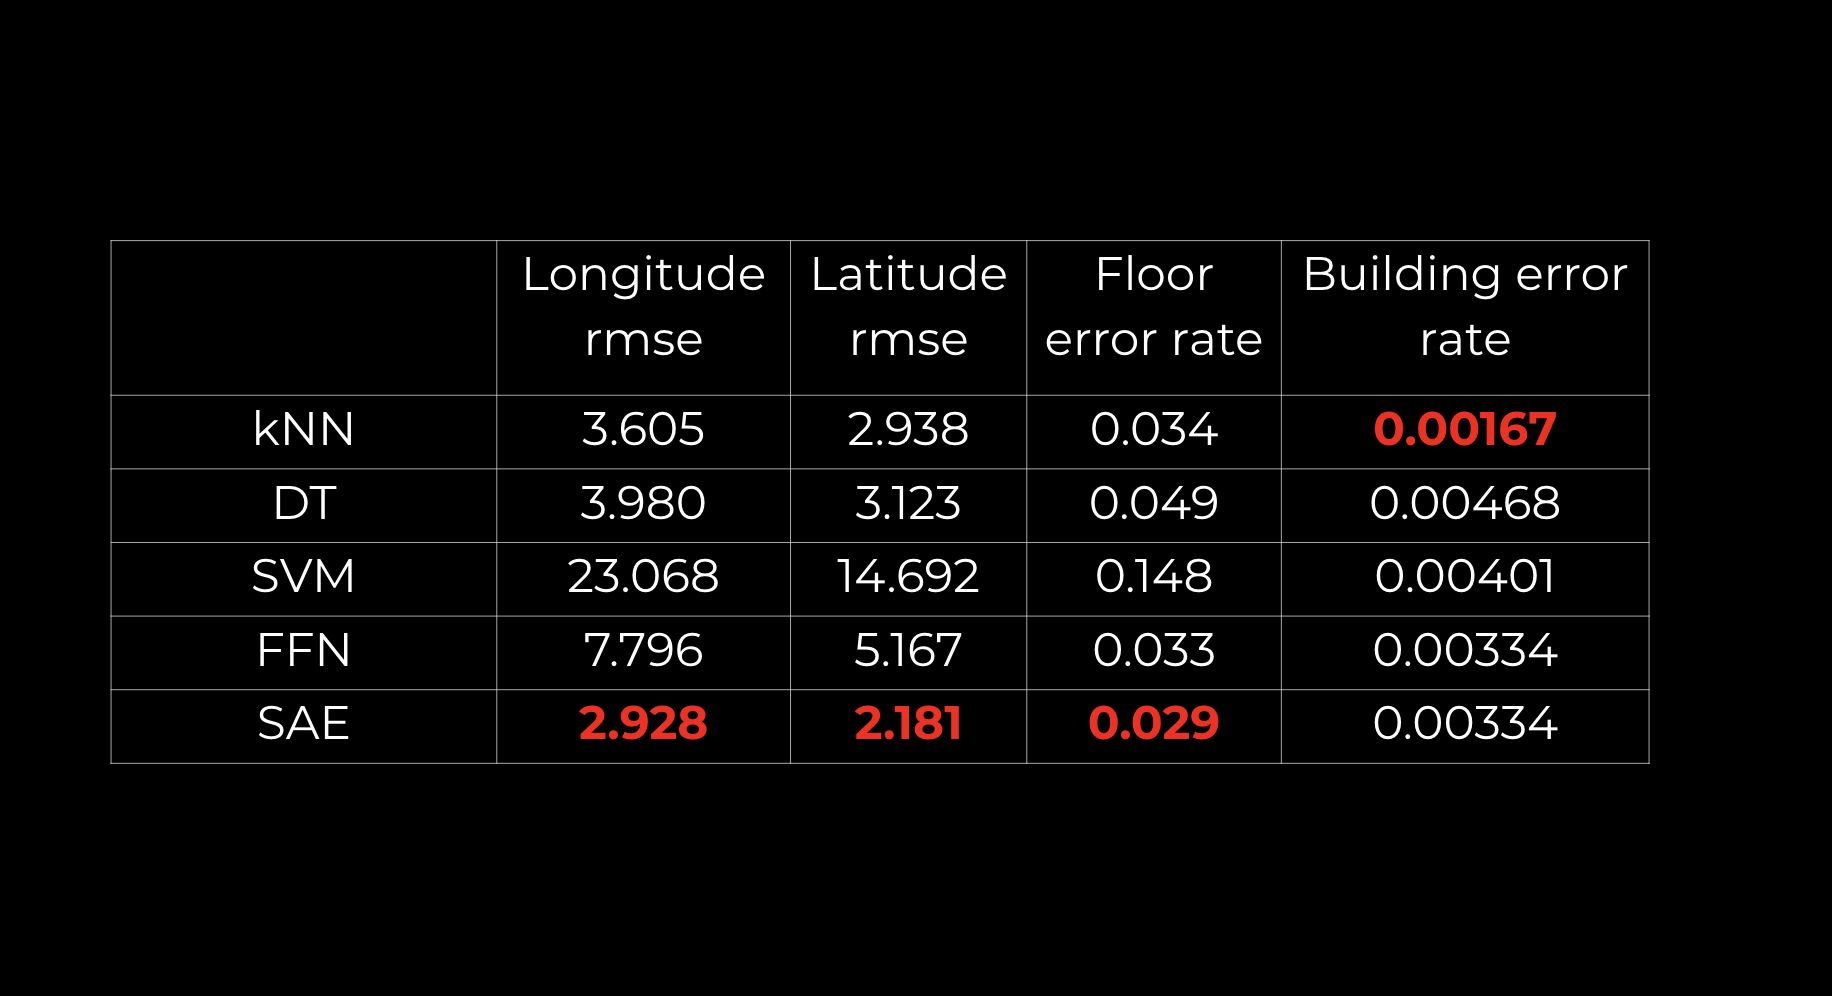 Longitude rmse Latitude rmse Floor error rate Building error rate
kNN 3.605 2.938 0.034 0.00167
DT 3.980 3.123 0.049 0.00468
SVM 23.068 14.692 0.148 0.00401
FFN 7.796 5.167 0.033 0.00334
SAE 2.928 2.181 0.029 0.00334